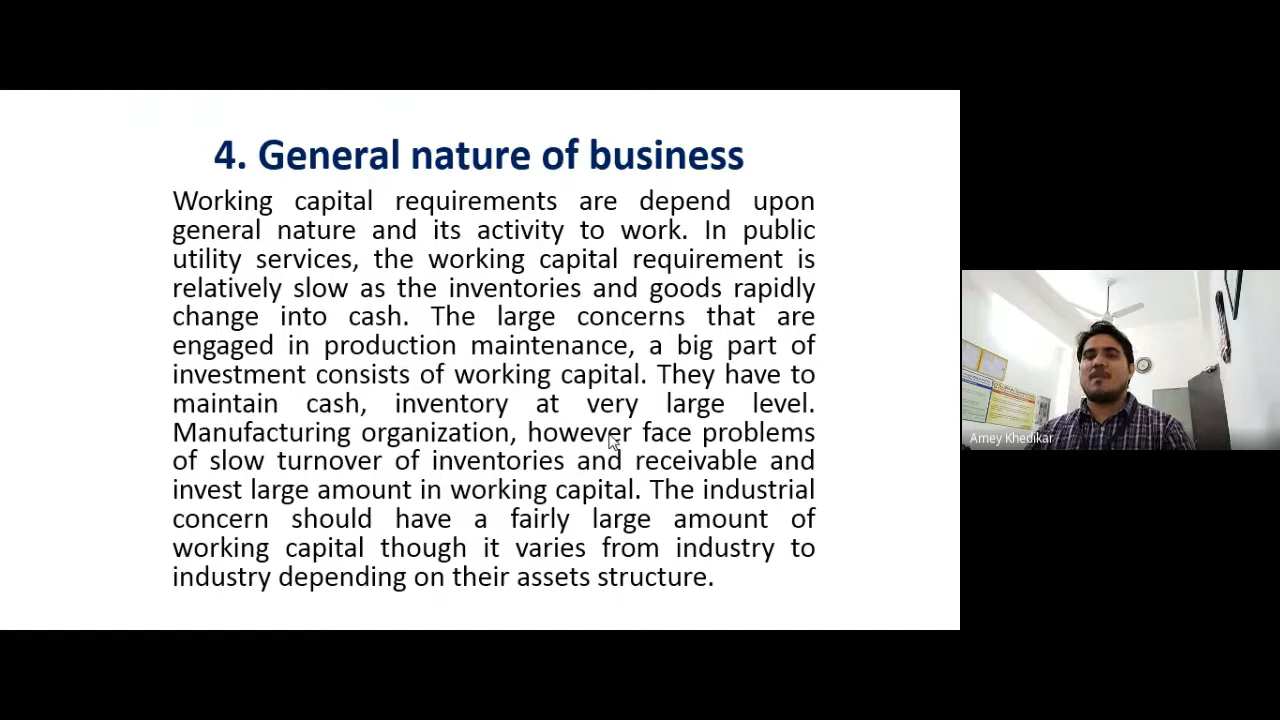 4. General nature of business
Working capital requirements are depend upon
general nature and its activity to work. In public
utility services, the working capital requirement is
relatively slow as the inventories and goods rapidly
change into cash. The large concerns that are
engaged in production maintenance, a big part of
investment consists of working capital. They have to
maintain cash, inventory at very large level.
Manufacturing organization, however face problems
of slow turnover of inventories and receivable and
invest large amount in working capital. The industrial
concern should have a fairly large amount of
working capital though it varies from industry to
industry depending on their assets structure.
Amey Khedikar